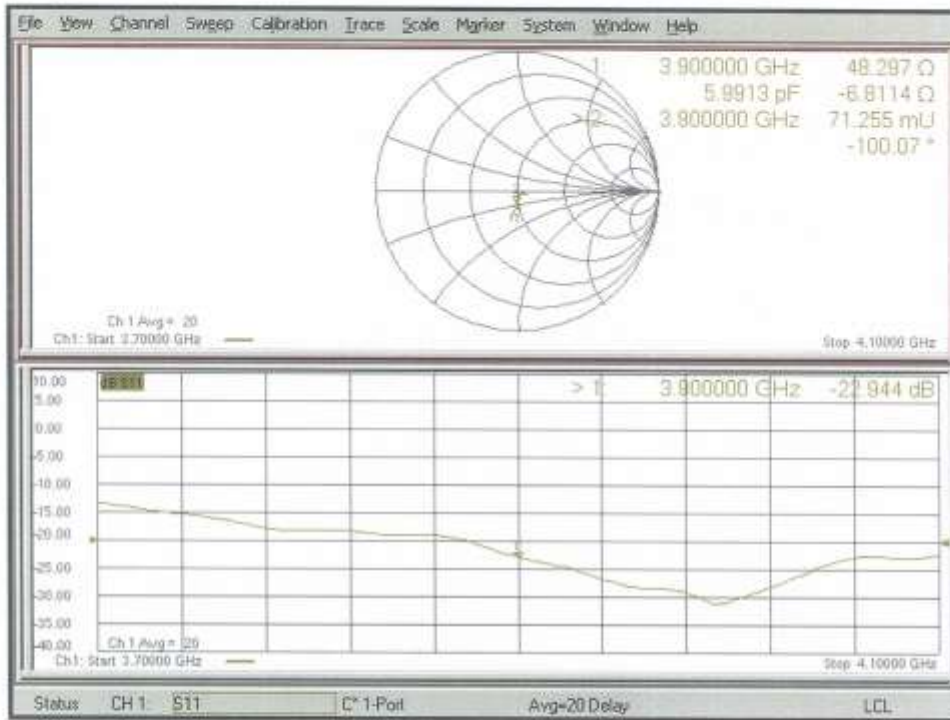 File View Channel Sweep Calibration Trace Scale Marker System Window Help
1: 3.900000 GHz 48.297 Ω
5.9913 pF -6.8114 Ω
> 2: 3.900000 GHz 71.255 mU
-100.07 °
Ch 1 Avg = 20
Ch1: Start 3.70000 GHz
Stop 4.10000 GHz
10.00
dB S11
> 1: 3.900000 GHz -22.944 dB
5.00
0.00
-5.00
-10.00
-15.00
-20.00
-25.00
-30.00
-35.00
-40.00
Ch 1 Avg = 20
Ch1: Start 3.70000 GHz
Stop 4.10000 GHz
Status CH 1: S11 C* 1-Port Avg=20 Delay LCL